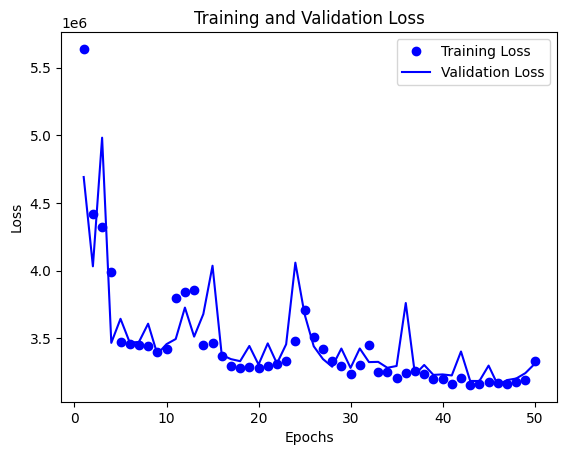 Training and Validation Loss
1e6
Training Loss
Validation Loss
5.5
5.0
4.5
4.0
3.5
Loss
0
10
20
30
40
50
Epochs